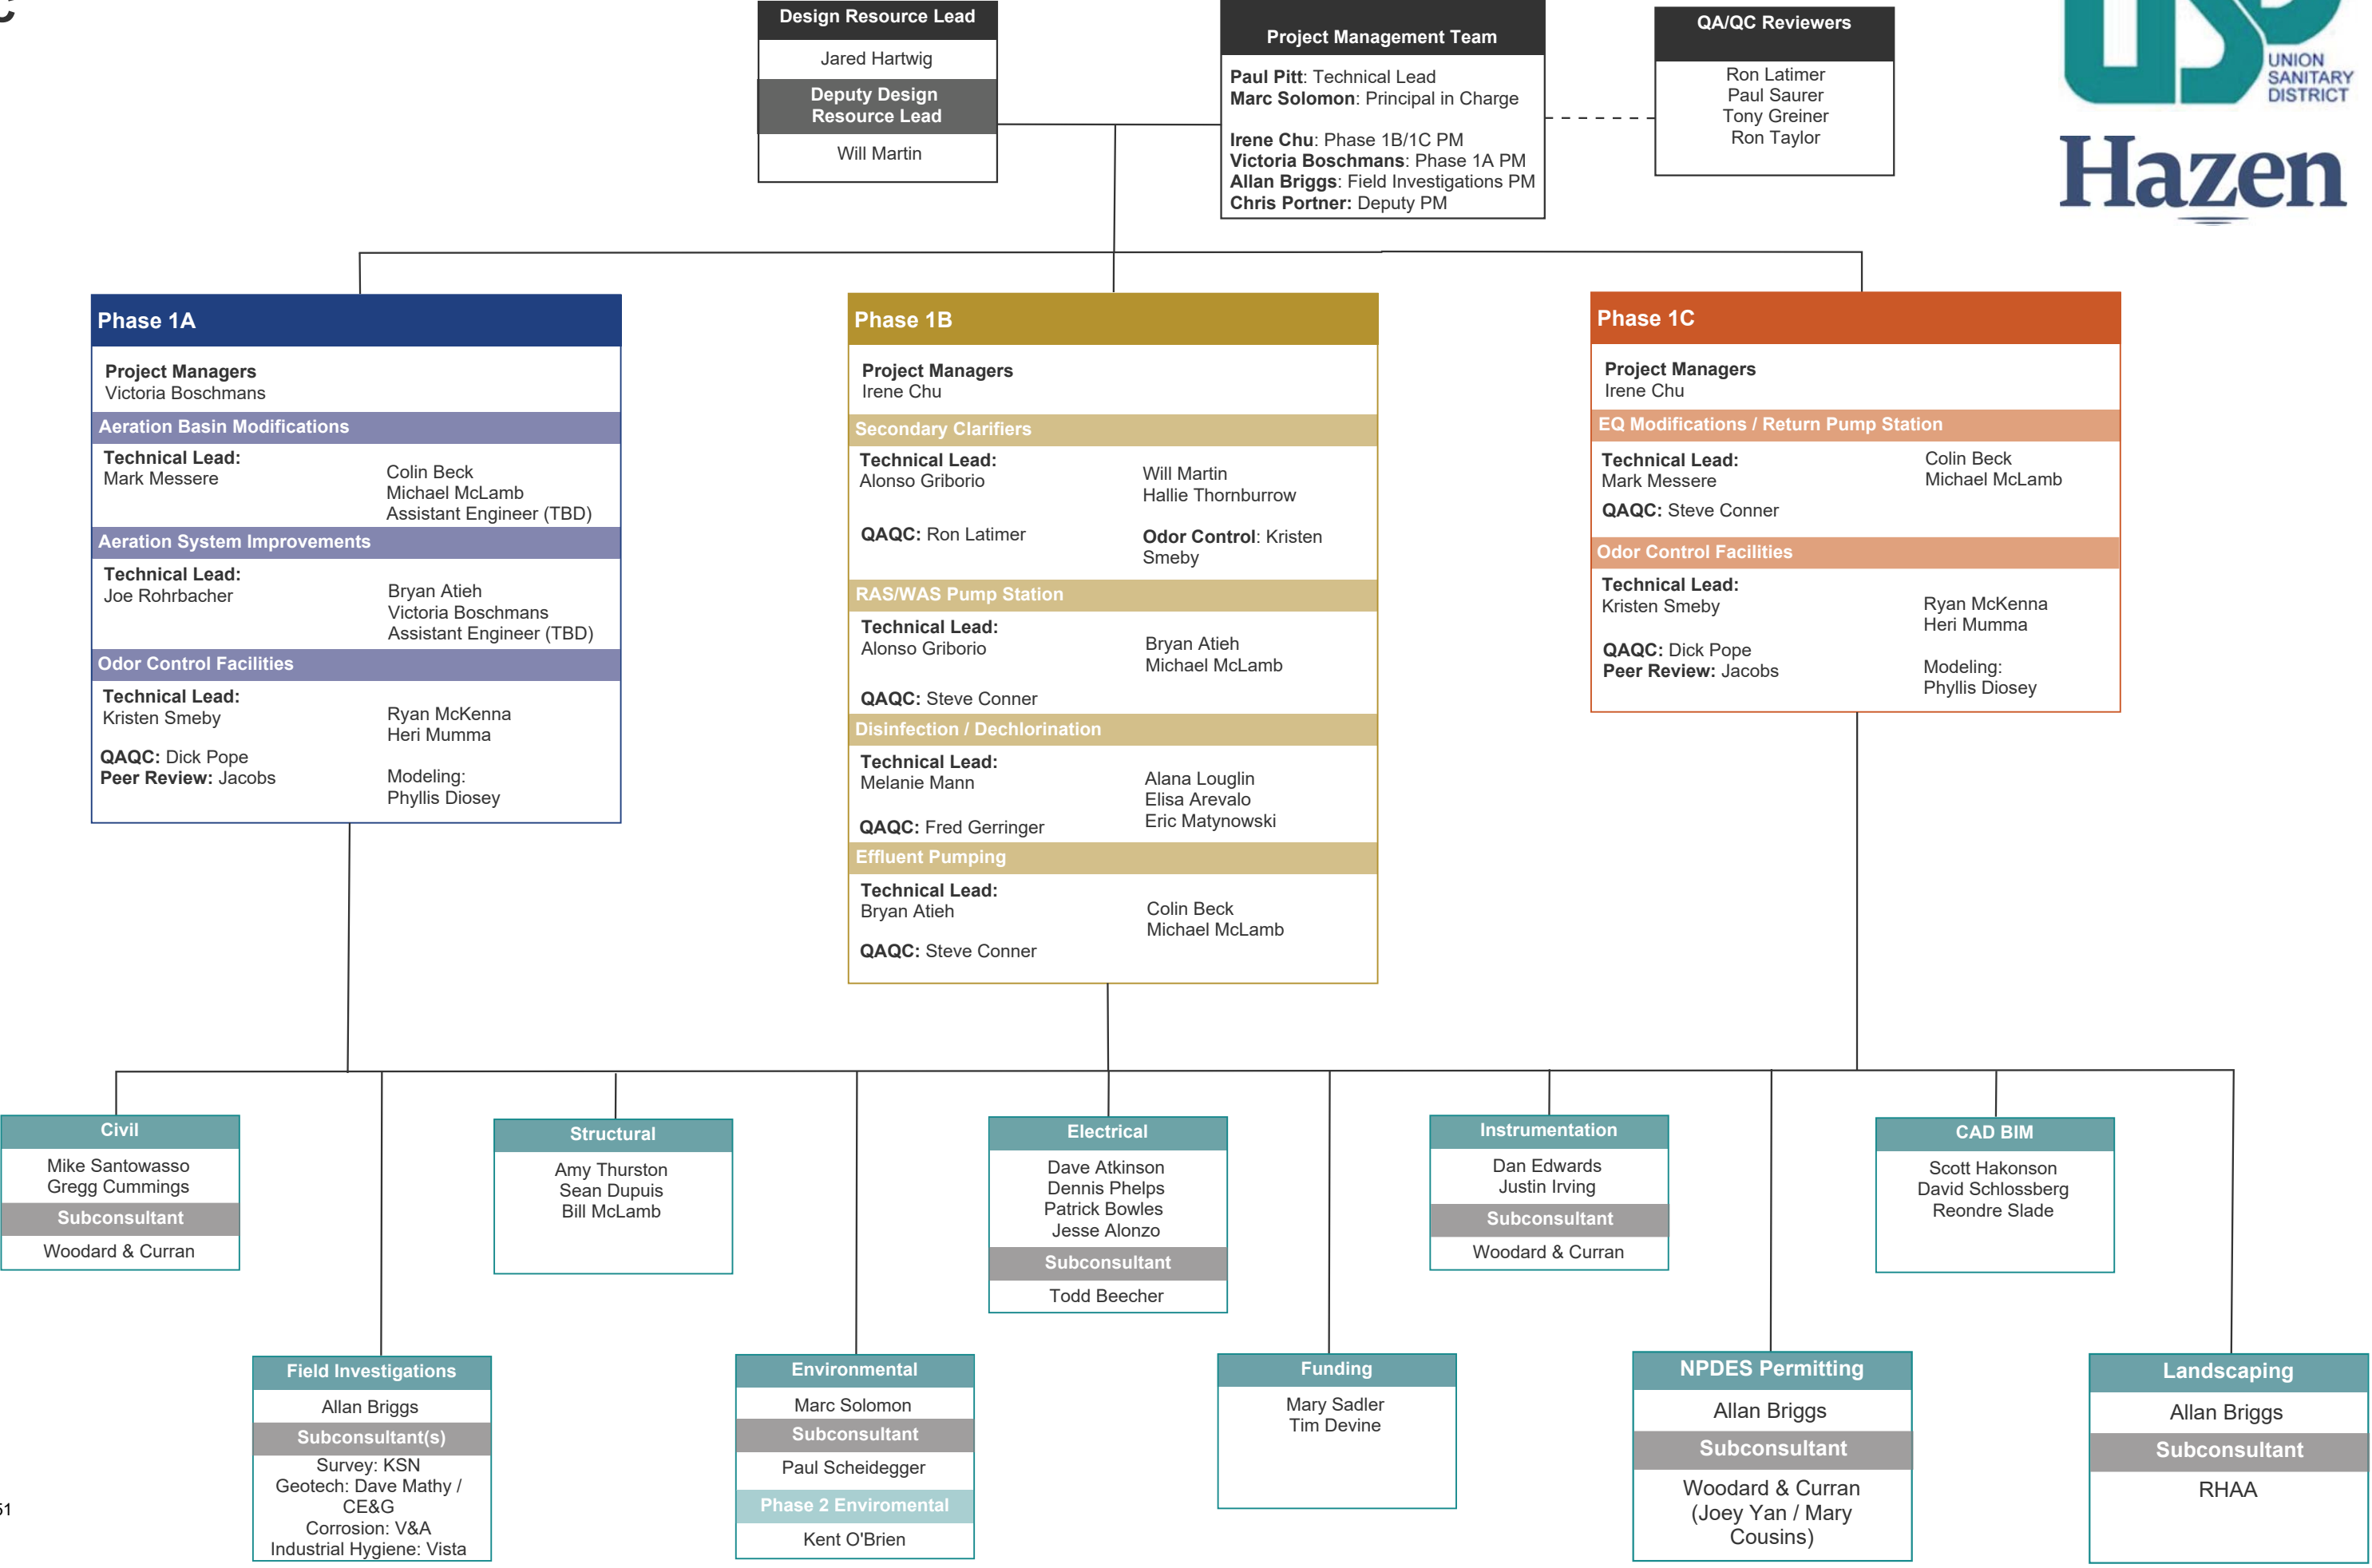 Design Resource Lead
Jared Hartwig
Deputy Design
Resource Lead
Will Martin
Project Management Team
Paul Pitt: Technical Lead
Marc Solomon: Principal in Charge
Irene Chu: Phase 1B/1C PM
Victoria Boschmans: Phase 1A PM
Allan Briggs: Field Investigations PM
Chris Portner: Deputy PM
QA/QC Reviewers
Ron Latimer
Paul Saurer
Tony Greiner
Ron Taylor
UNION
SANITARY
DISTRICT
Hazen
Phase 1A
Project Managers
Victoria Boschmans
Aeration Basin Modifications
Technical Lead:
Mark Messere
Colin Beck
Michael McLamb
Assistant Engineer (TBD)
Aeration System Improvements
Technical Lead:
Joe Rohrbacher
Bryan Atieh
Victoria Boschmans
Assistant Engineer (TBD)
Odor Control Facilities
Technical Lead:
Kristen Smeby
QAQC: Dick Pope
Peer Review: Jacobs
Ryan McKenna
Heri Mumma
Modeling:
Phyllis Diosey
Phase 1B
Project Managers
Irene Chu
Secondary Clarifiers
Technical Lead:
Alonso Griborio
QAQC: Ron Latimer
Will Martin
Hallie Thornburrow
Odor Control: Kristen
Smeby
RAS/WAS Pump Station
Technical Lead:
Alonso Griborio
QAQC: Steve Conner
Bryan Atieh
Michael McLamb
Disinfection / Dechlorination
Technical Lead:
Melanie Mann
QAQC: Fred Gerringer
Alana Louglin
Elisa Arevalo
Eric Matynowski
Effluent Pumping
Technical Lead:
Bryan Atieh
QAQC: Steve Conner
Colin Beck
Michael McLamb
Phase 1C
Project Managers
Irene Chu
EQ Modifications / Return Pump Station
Technical Lead:
Mark Messere
QAQC: Steve Conner
Colin Beck
Michael McLamb
Odor Control Facilities
Technical Lead:
Kristen Smeby
QAQC: Dick Pope
Peer Review: Jacobs
Ryan McKenna
Heri Mumma
Modeling:
Phyllis Diosey
Civil
Mike Santowasso
Gregg Cummings
Subconsultant
Woodard & Curran
Structural
Amy Thurston
Sean Dupuis
Bill McLamb
Electrical
Dave Atkinson
Dennis Phelps
Patrick Bowles
Jesse Alonzo
Subconsultant
Todd Beecher
Instrumentation
Dan Edwards
Justin Irving
Subconsultant
Woodard & Curran
CAD BIM
Scott Hakonson
David Schlossberg
Reondre Slade
Field Investigations
Allan Briggs
Subconsultant(s)
Survey: KSN
Geotech: Dave Mathy /
CE&G
Corrosion: V&A
Industrial Hygiene: Vista
Environmental
Marc Solomon
Subconsultant
Paul Scheidegger
Phase 2 Enviromental
Kent O'Brien
Funding
Mary Sadler
Tim Devine
NPDES Permitting
Allan Briggs
Subconsultant
Woodard & Curran
(Joey Yan / Mary
Cousins)
Landscaping
Allan Briggs
Subconsultant
RHAA